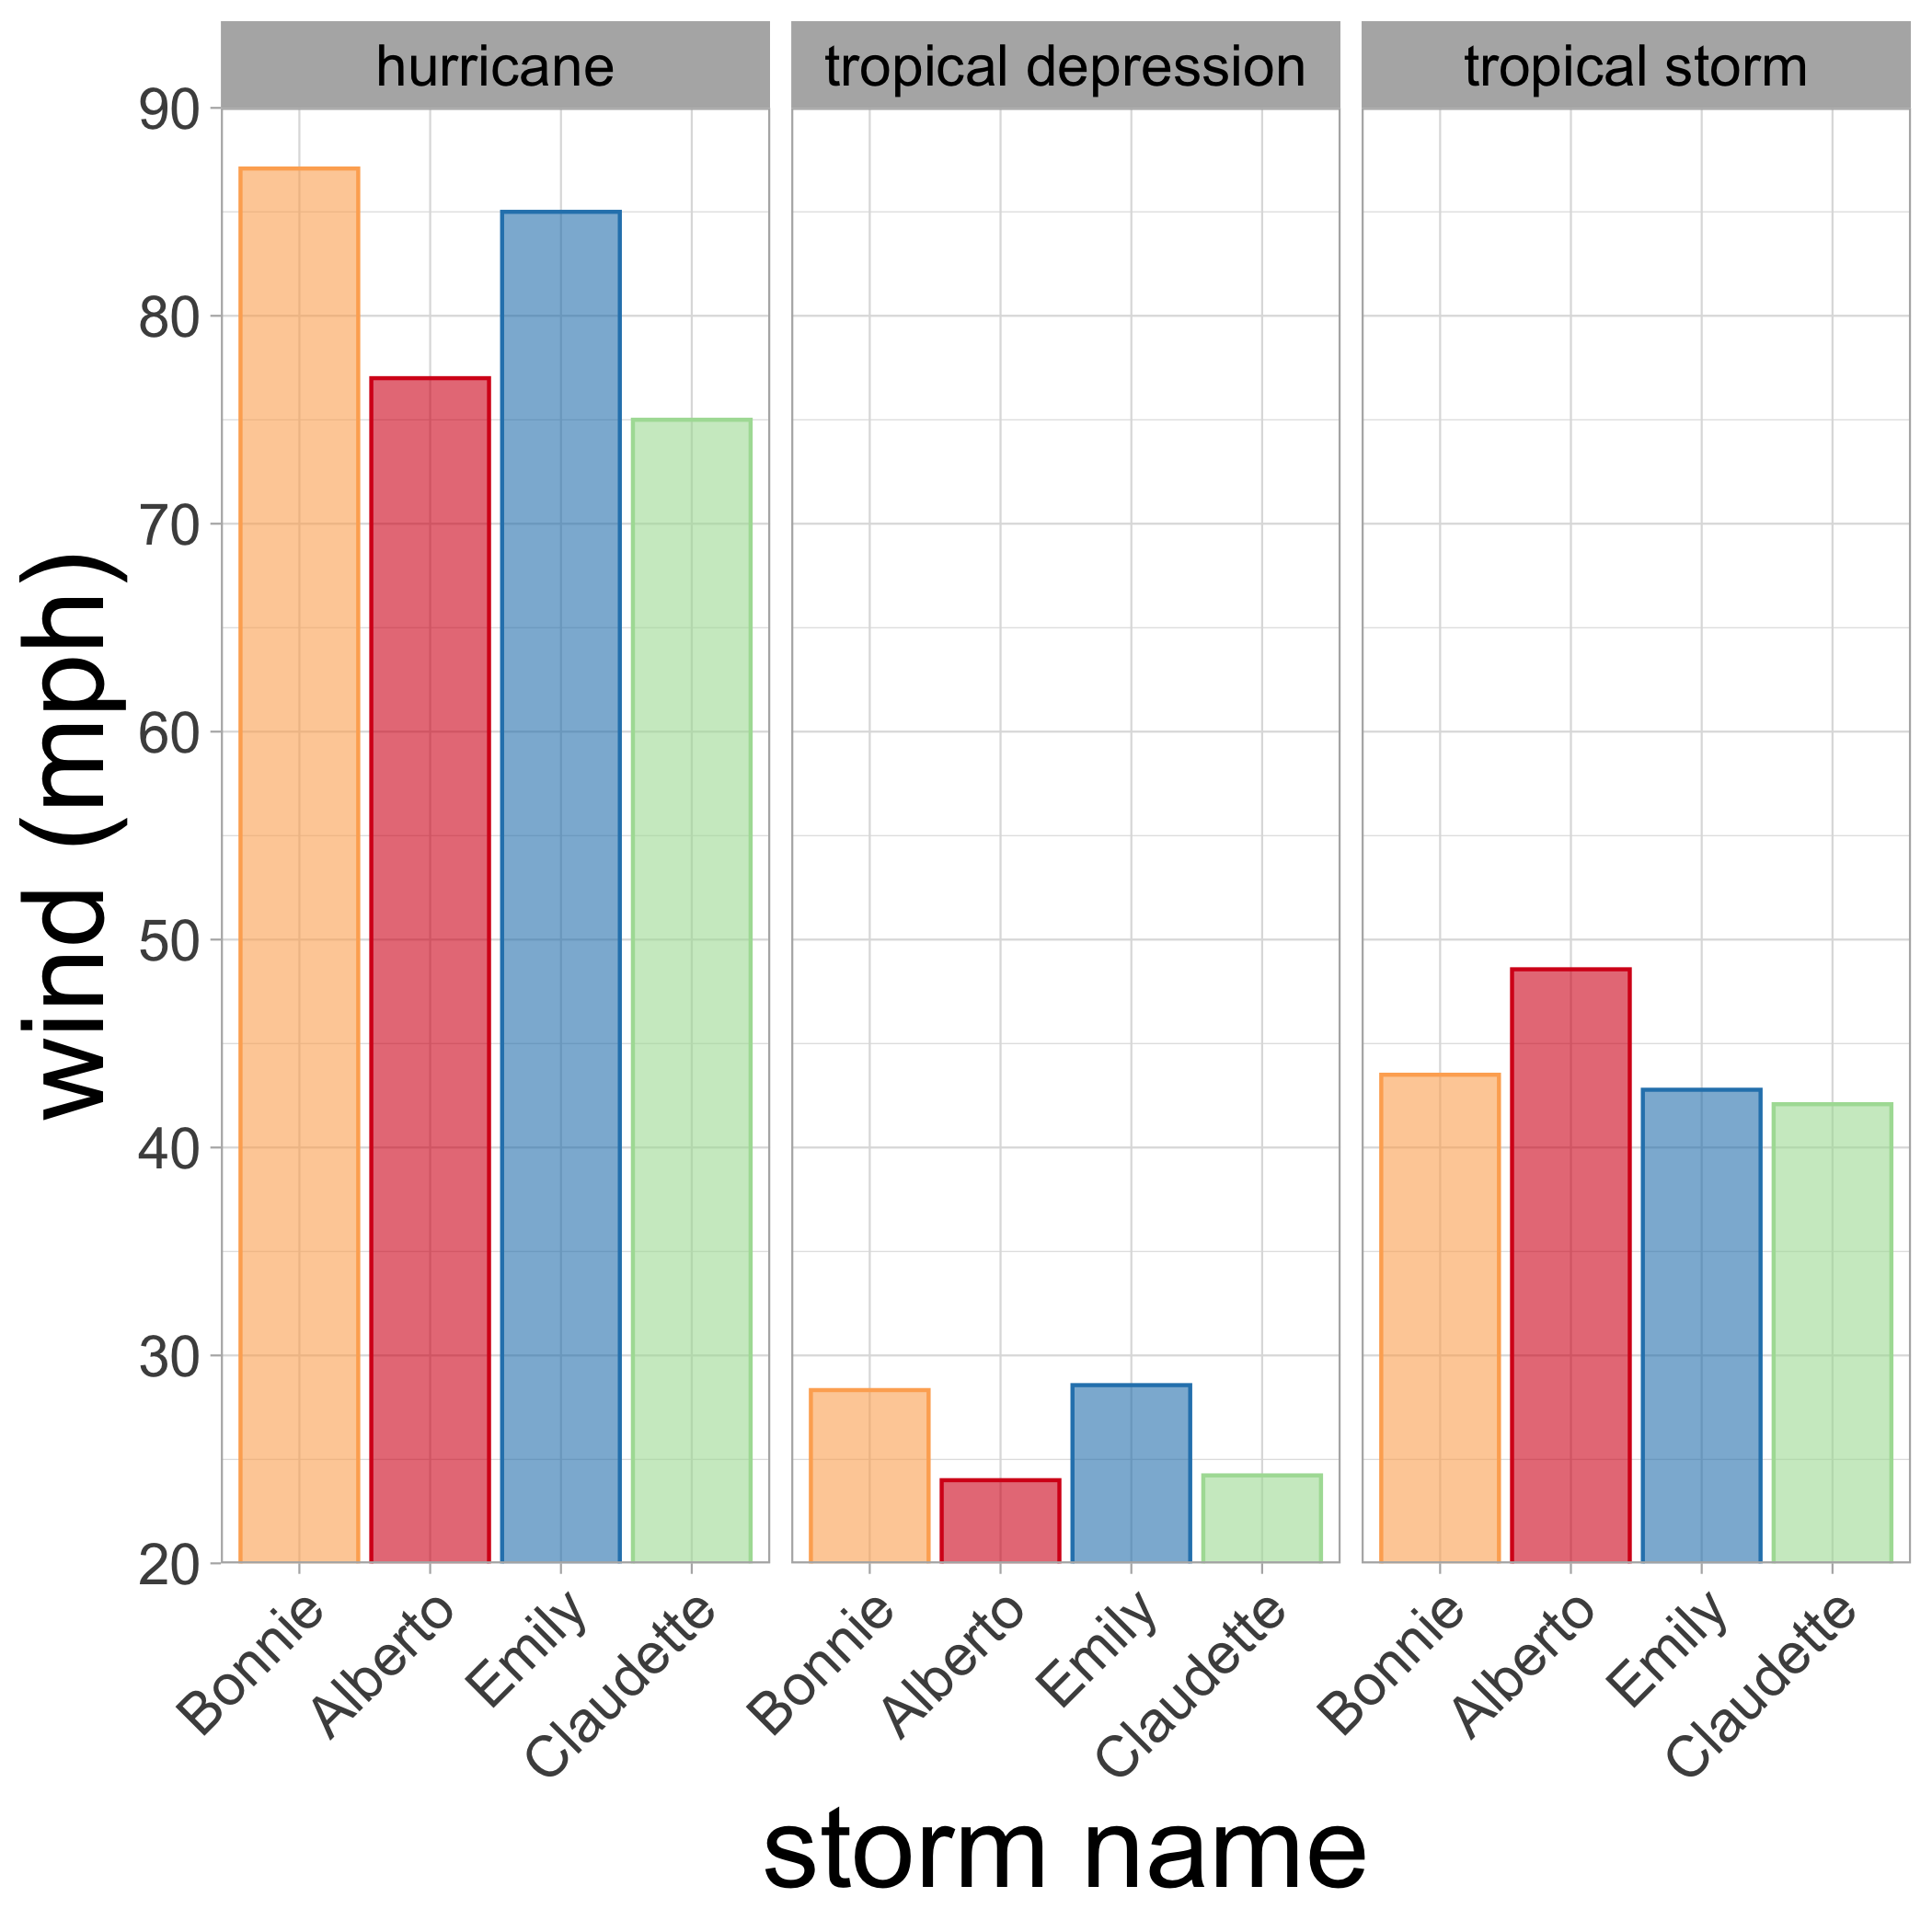 hurricane tropical depression tropical storm
90
80
70
60
50
40
30
20
wind (mph)
Bonnie Alberto Emily Claudette Bonnie Alberto Emily Claudette Bonnie Alberto Emily Claudette
storm name